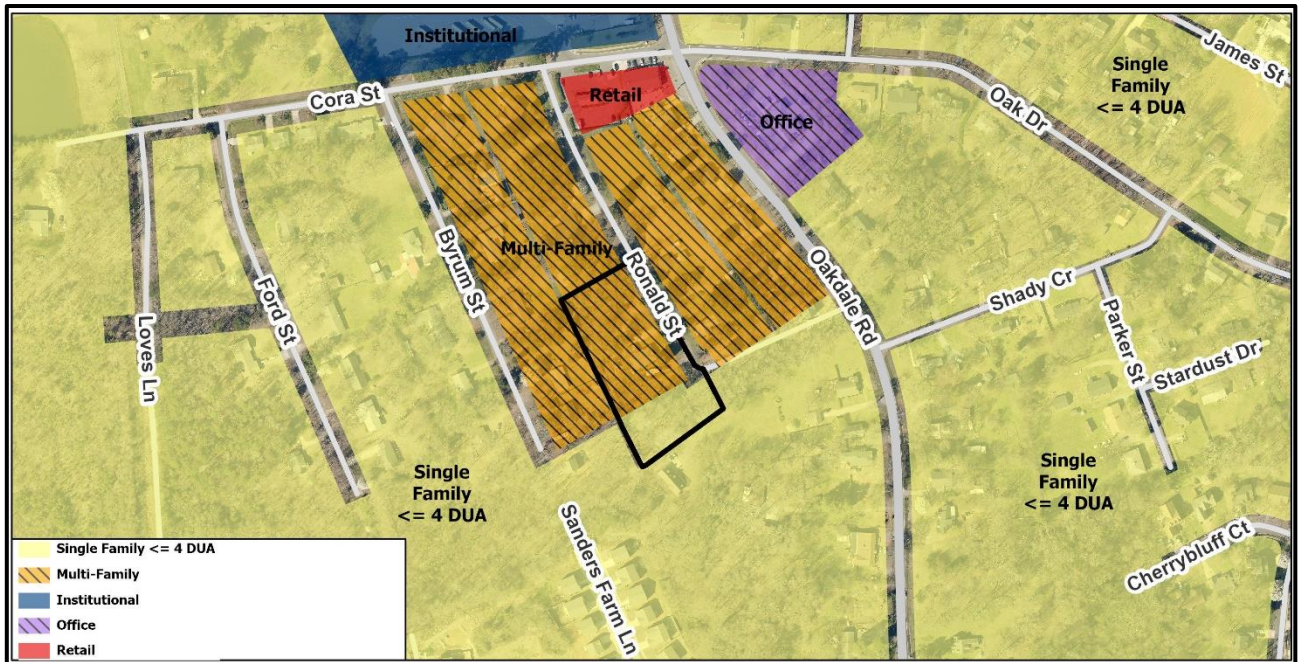 Institutional
James St
Single
Family
<= 4 DUA
Cora St
Retail
Office
Oak Dr
Byrum St
Multi-Family
Ronald St
Oakdale Rd
Ford St
Loves Ln
Shady Cr
Parker St
Stardust Dr
Single
Family
<= 4 DUA
Single
Family
<= 4 DUA
Sanders Farm Ln
Cherrybluff Ct
Single Family <= 4 DUA
Multi-Family
Institutional
Office
Retail